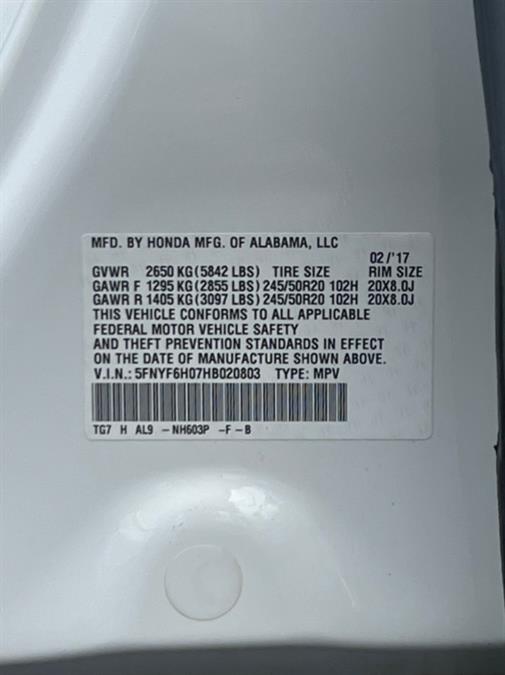 MFD. BY HONDA MFG. OF ALABAMA, LLC 02/'17
GVWR 2650 KG(5842 LBS) TIRE SIZE RIM SIZE
GAWR F 1295 KG(2855 LBS)245/50R20 102H 20X8.0J
GAWR R 1405 KG(3097 LBS)245/50R20 102H 20X8.0J
THIS VEHICLE CONFORMS TO ALL APPLICABLE
FEDERAL MOTOR VEHICLE SAFETY
AND THEFT PREVENTION STANDARDS IN EFFECT
ON THE DATE OF MANUFACTURE SHOWN ABOVE.
V.I.N.: 5FNYF6H07HB020803 TYPE: MPV
TG7 H AL9 -NH603P -F-B